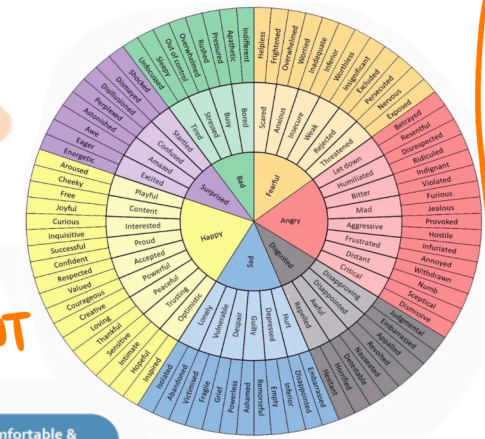 Bad
Fearful
Angry
Disgusted
Sad
Happy
Surprised
Tired
Stressed
Busy
Bored
Scared
Anxious
Insecure
Weak
Rejected
Threatened
Let down
Humiliated
Bitter
Mad
Aggressive
Frustrated
Distant
Critical
Disapproving
Disappointed
Awful
Repelled
Hurt
Depressed
Guilty
Despair
Vulnerable
Lonely
Optimistic
Trusting
Peaceful
Powerful
Accepted
Proud
Interested
Content
Playful
Excited
Amazed
Confused
Startled
Unfocussed
Sleepy
Out of control
Overwhelmed
Rushed
Pressured
Apathetic
Indifferent
Helpless
Frightened
Overwhelmed
Worried
Inadequate
Inferior
Worthless
Insignificant
Excluded
Persecuted
Nervous
Exposed
Betrayed
Resentful
Disrespected
Ridiculed
Indignant
Violated
Furious
Jealous
Provoked
Hostile
Infuriated
Annoyed
Withdrawn
Numb
Sceptical
Dismissive
Judgmental
Embarrassed
Appalled
Revolted
Nauseated
Detestable
Horrified
Hesitant
Embarrassed
Disappointed
Inferior
Empty
Remorseful
Ashamed
Powerless
Grief
Fragile
Victimised
Abandoned
Isolated
Inspired
Hopeful
Intimate
Sensitive
Thankful
Loving
Creative
Courageous
Valued
Respected
Confident
Successful
Inquisitive
Curious
Joyful
Free
Cheeky
Aroused
Energetic
Eager
Awe
Astonished
Perplexed
Disillusioned
Dismayed
Shocked
OT
mfortable &